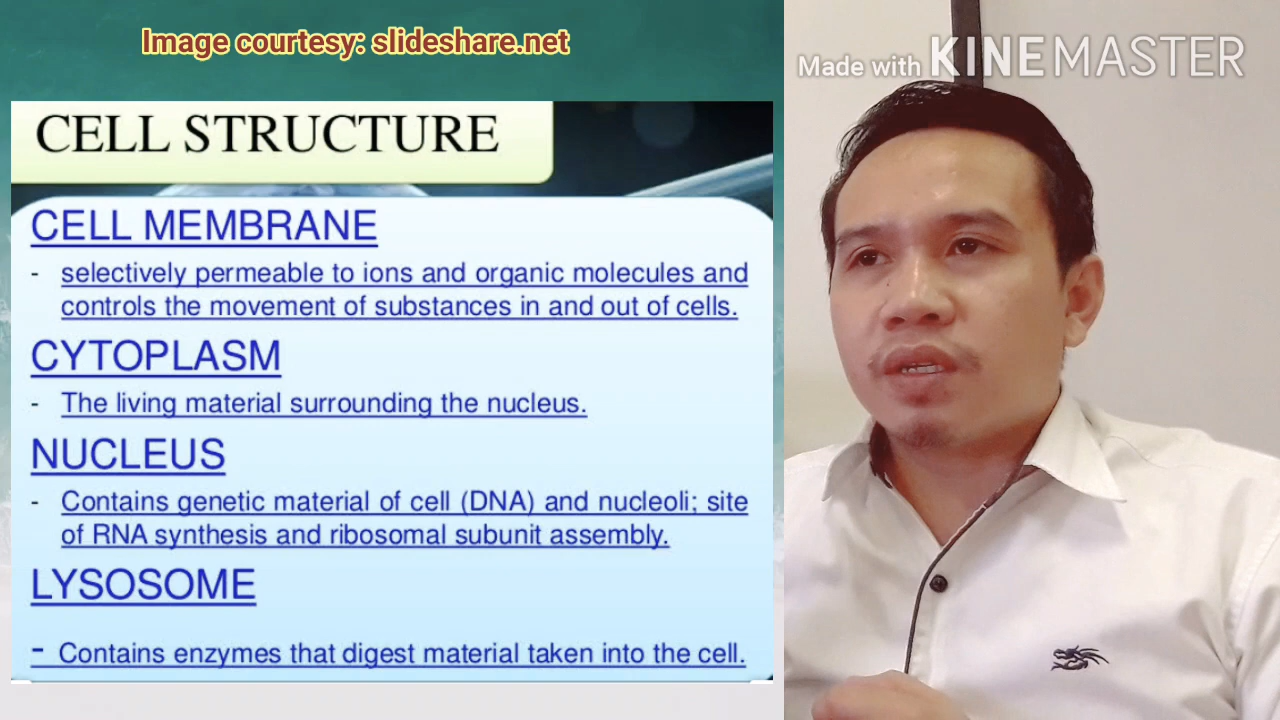 Image courtesy: slideshare.net
Made with KINEMASTER
CELL STRUCTURE
CELL MEMBRANE
- selectively permeable to ions and organic molecules and
controls the movement of substances in and out of cells.
CYTOPLASM
- The living material surrounding the nucleus.
NUCLEUS
- Contains genetic material of cell (DNA) and nucleoli; site
of RNA synthesis and ribosomal subunit assembly.
LYSOSOME
- Contains enzymes that digest material taken into the cell.